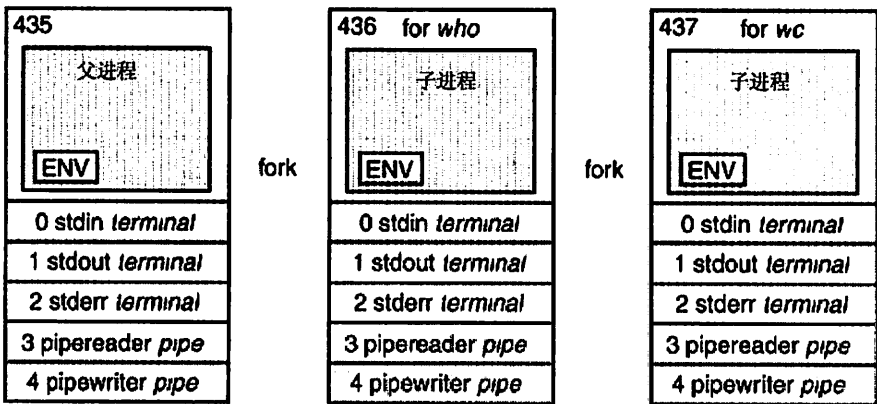 435
父进程
ENV
0 stdin terminal
1 stdout terminal
2 stderr terminal
3 pipereader pipe
4 pipewriter pipe
fork
436 for who
子进程
ENV
0 stdin terminal
1 stdout terminal
2 stderr terminal
3 pipereader pipe
4 pipewriter pipe
fork
437 for wc
子进程
ENV
0 stdin terminal
1 stdout terminal
2 stderr terminal
3 pipereader pipe
4 pipewriter pipe